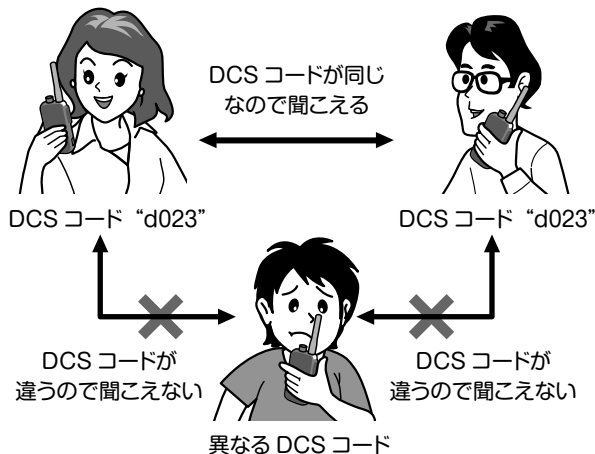 DCS コードが同じ
なので聞こえる
DCS コード “d023”
DCS コード “d023”
DCS コードが
違うので聞こえない
DCS コードが
違うので聞こえない
異なる DCS コード